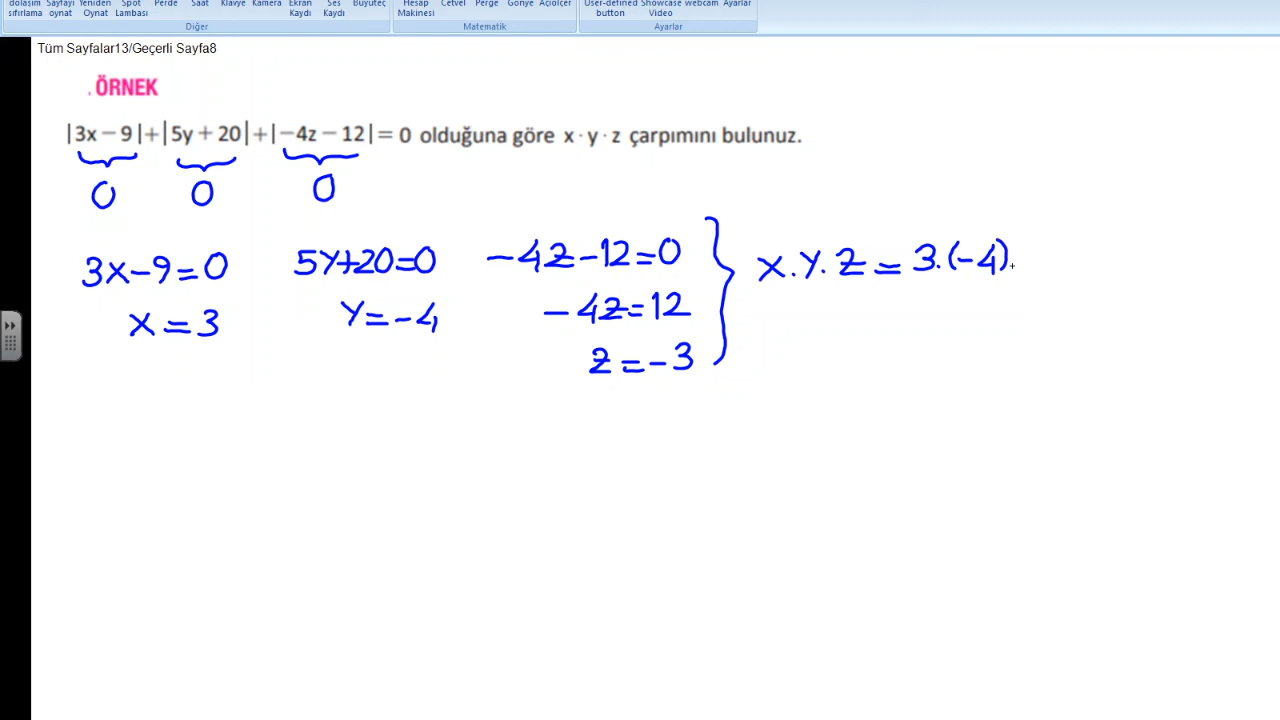 dolaşım Sayfayı Yeniden Spot Perde Saat Klavye Kamera Ekran Ses Büyüteç Hesap Cetvel Perge Gönye Açıölçer User-defined Showcase webcam Ayarlar
sıfırlama oynat Oynat Lambası Kaydı Kaydı Makinesi button Video
Diğer Matematik Ayarlar
Tüm Sayfalar13/Geçerli Sayfa8
. ÖRNEK
|3x − 9|+|5y + 20|+|−4z − 12|= 0 olduğuna göre x · y · z çarpımını bulunuz.
0 0 0
3x−9=0 5y+20=0 −4z−12=0 } x.y.z = 3.(−4).
x = 3 y = −4 −4z=12
z = −3